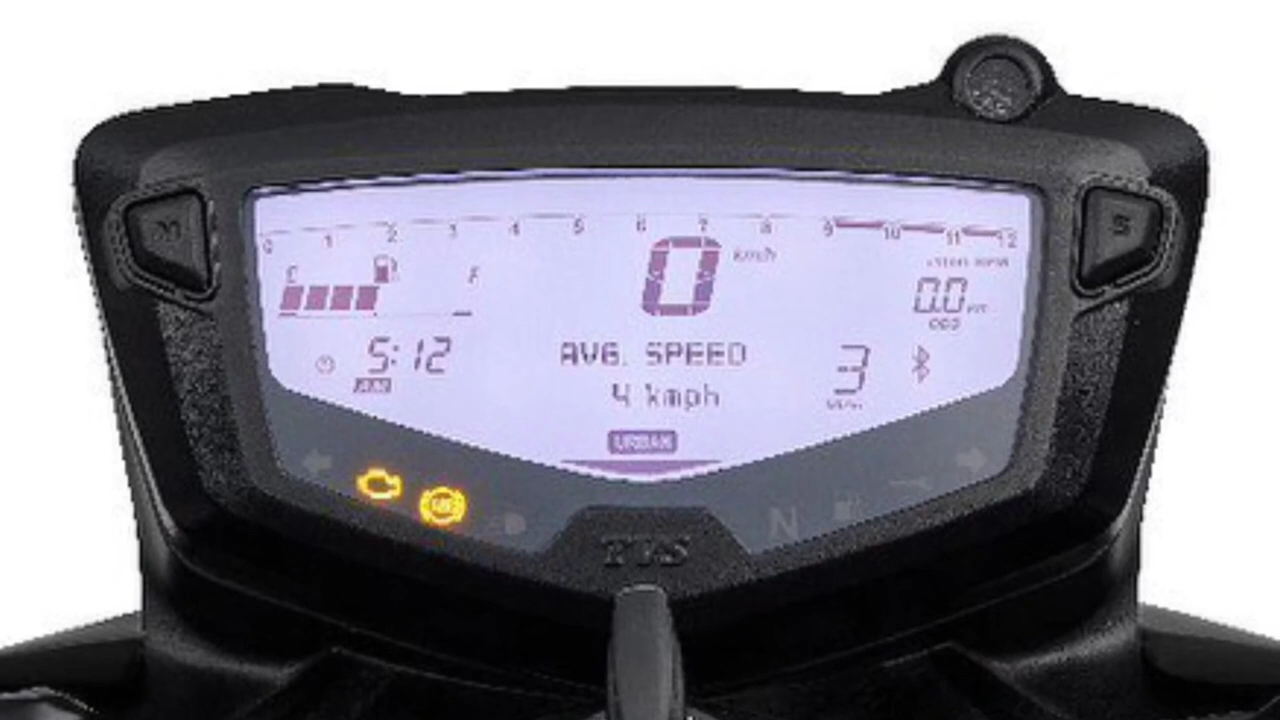 0 1 2 3 4 5 6 7 8 9 10 11 12
0 km/h
F
0.0
ODO
5:12
AM
AVG. SPEED
4 kmph
3
URBAN
M
S
N
TVS